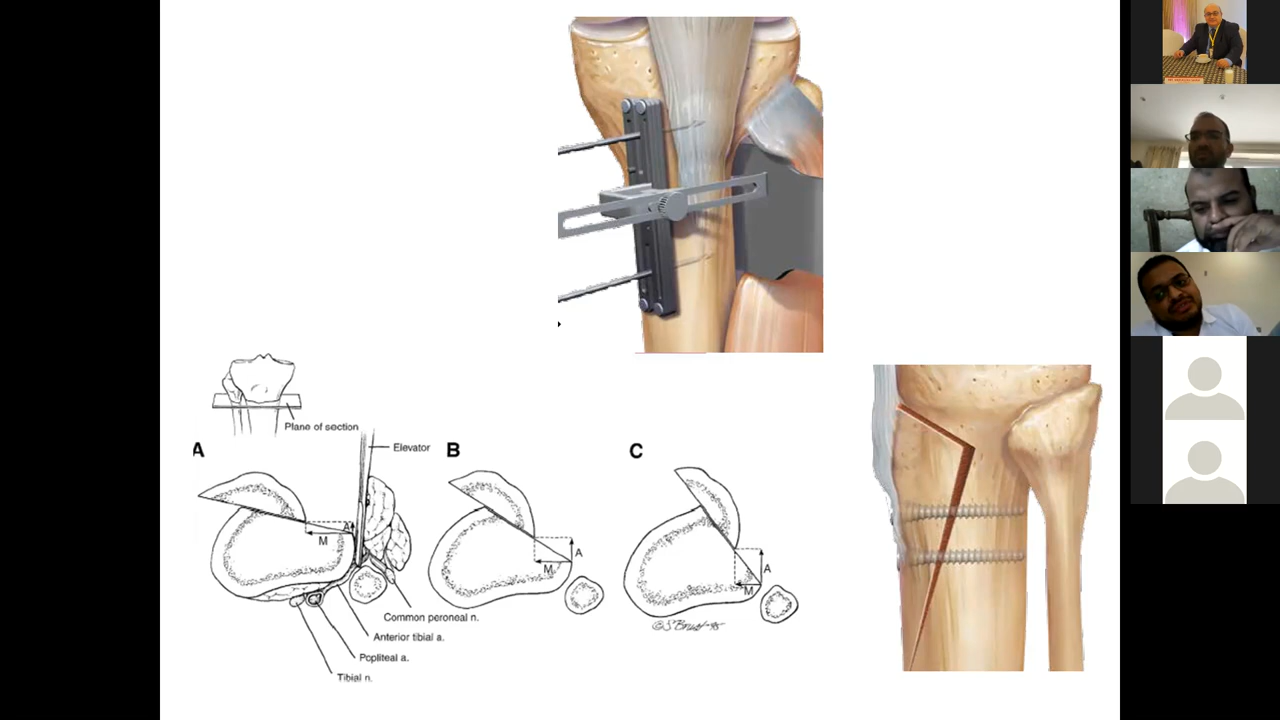 Plane of section
Elevator
A
B
C
A
M
A
M
A
M
Common peroneal n.
Anterior tibial a.
Popliteal a.
Tibial n.